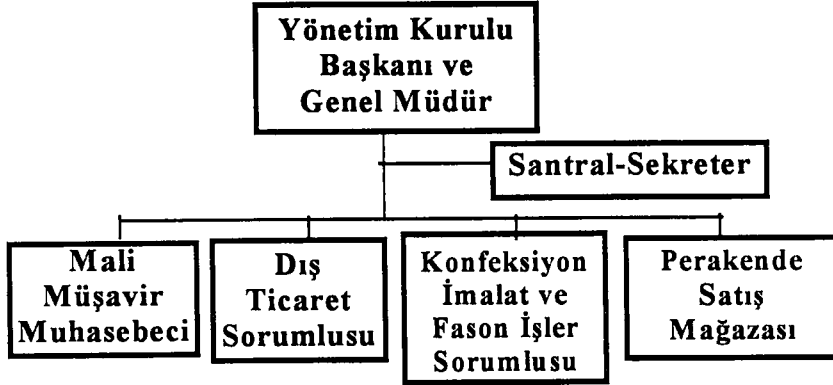 Yönetim Kurulu
Başkanı ve
Genel Müdür
Santral-Sekreter
Mali
Müşavir
Muhasebeci
Dış
Ticaret
Sorumlusu
Konfeksiyon
İmalat ve
Fason İşler
Sorumlusu
Perakende
Satış
Mağazası